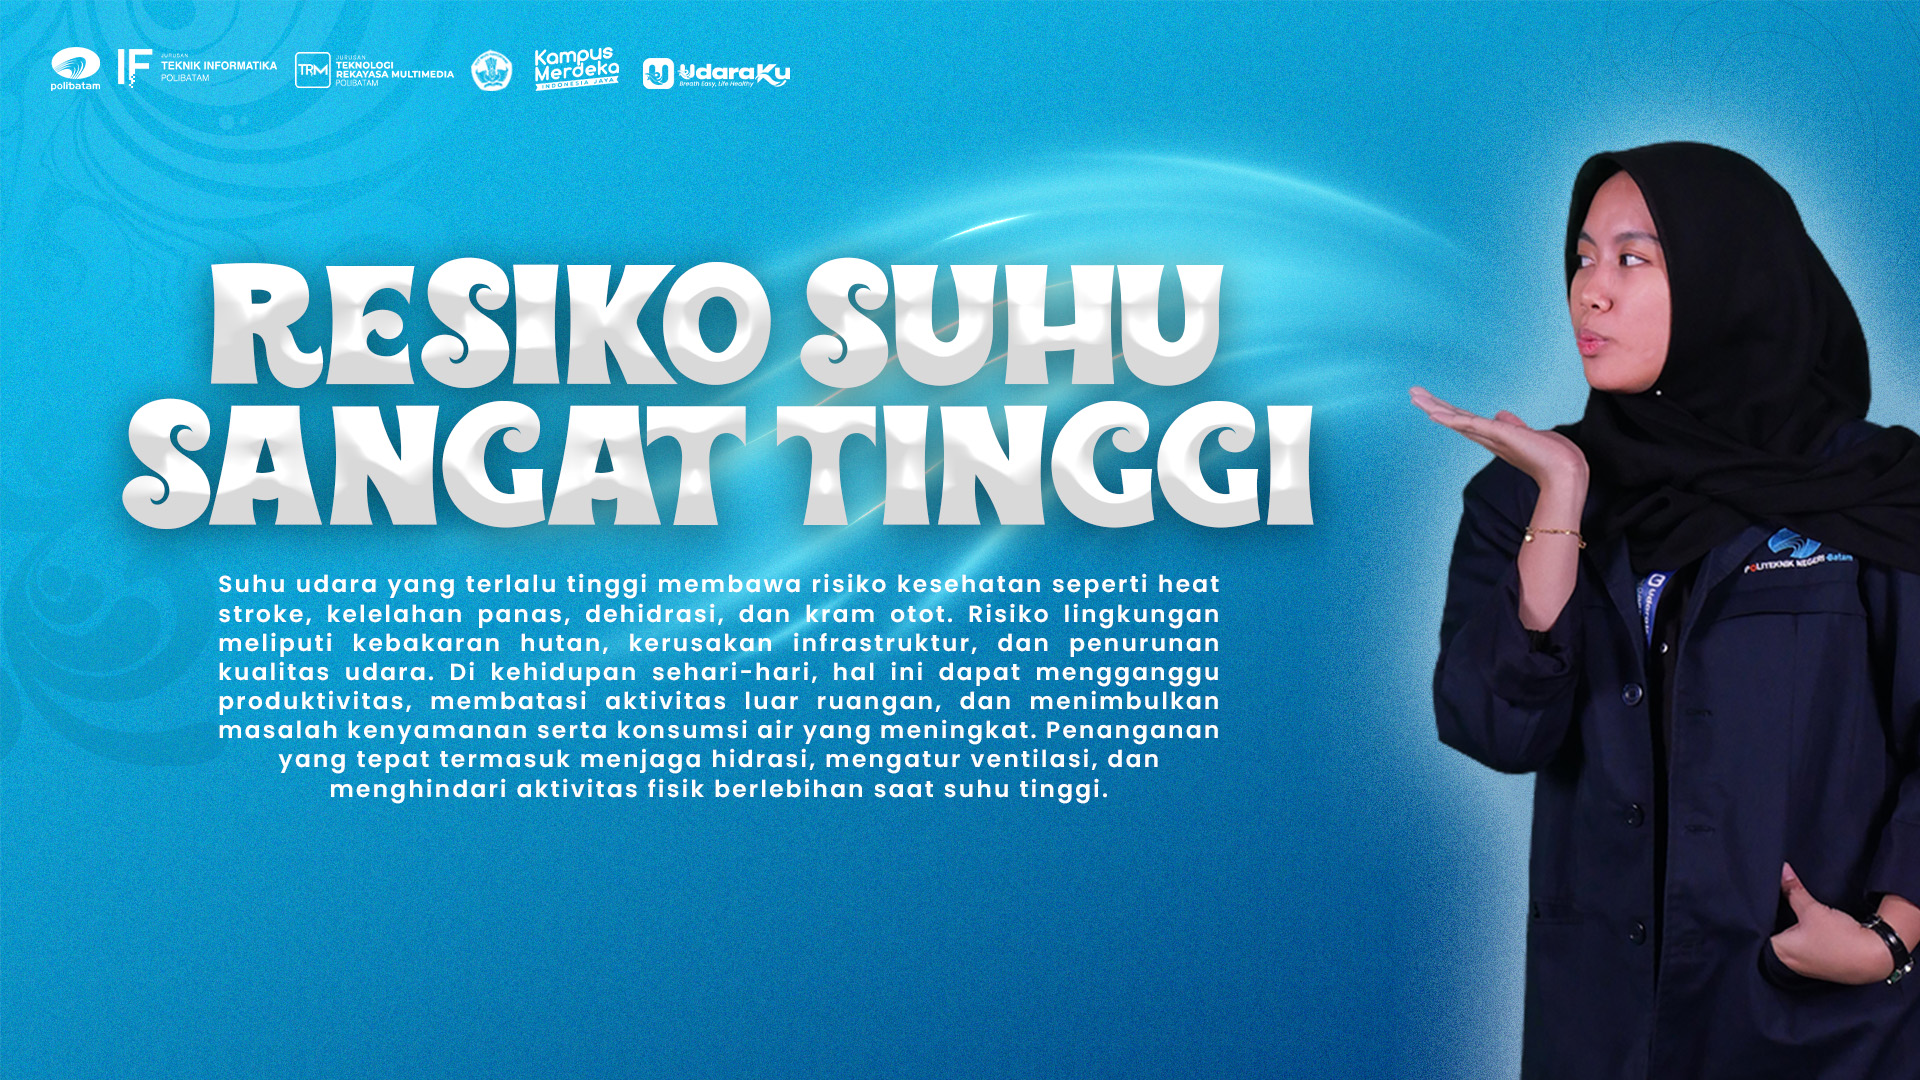 polibatam
IF
JURUSAN
TEKNIK INFORMATIKA
POLIBATAM
TRM
JURUSAN
TEKNOLOGI
REKAYASA MULTIMEDIA
POLIBATAM
Kampus
Merdeka
INDONESIA JAYA
UdaraKu
Breath Easy, Life Healthy
RESIKO SUHU
SANGAT TINGGI
Suhu udara yang terlalu tinggi membawa risiko kesehatan seperti heat
stroke, kelelahan panas, dehidrasi, dan kram otot. Risiko lingkungan
meliputi kebakaran hutan, kerusakan infrastruktur, dan penurunan
kualitas udara. Di kehidupan sehari-hari, hal ini dapat mengganggu
produktivitas, membatasi aktivitas luar ruangan, dan menimbulkan
masalah kenyamanan serta konsumsi air yang meningkat. Penanganan
yang tepat termasuk menjaga hidrasi, mengatur ventilasi, dan
menghindari aktivitas fisik berlebihan saat suhu tinggi.
POLITEKNIK NEGERI Batam